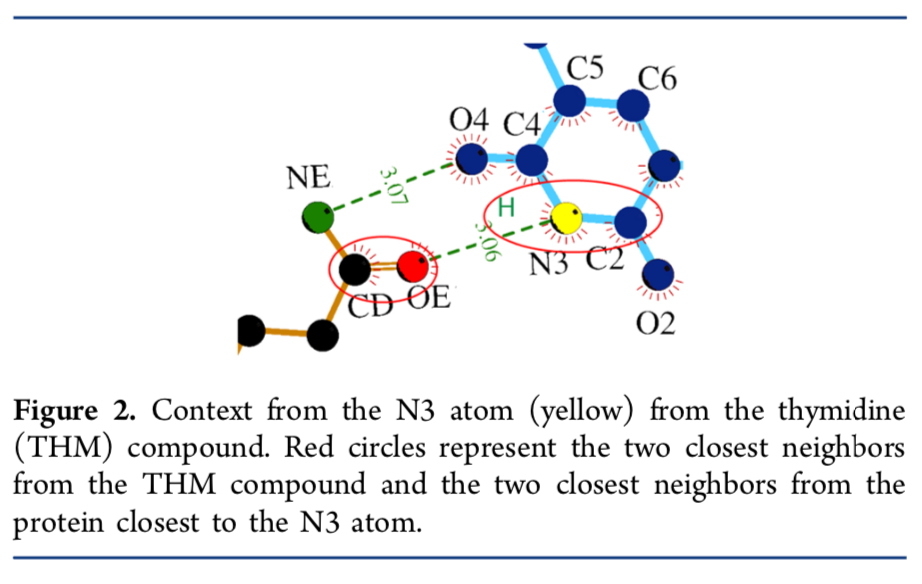 C5 C6
O4 C4
NE 3.07
H
3.06
N3 C2
CD OE
O2
Figure 2. Context from the N3 atom (yellow) from the thymidine
(THM) compound. Red circles represent the two closest neighbors
from the THM compound and the two closest neighbors from the
protein closest to the N3 atom.